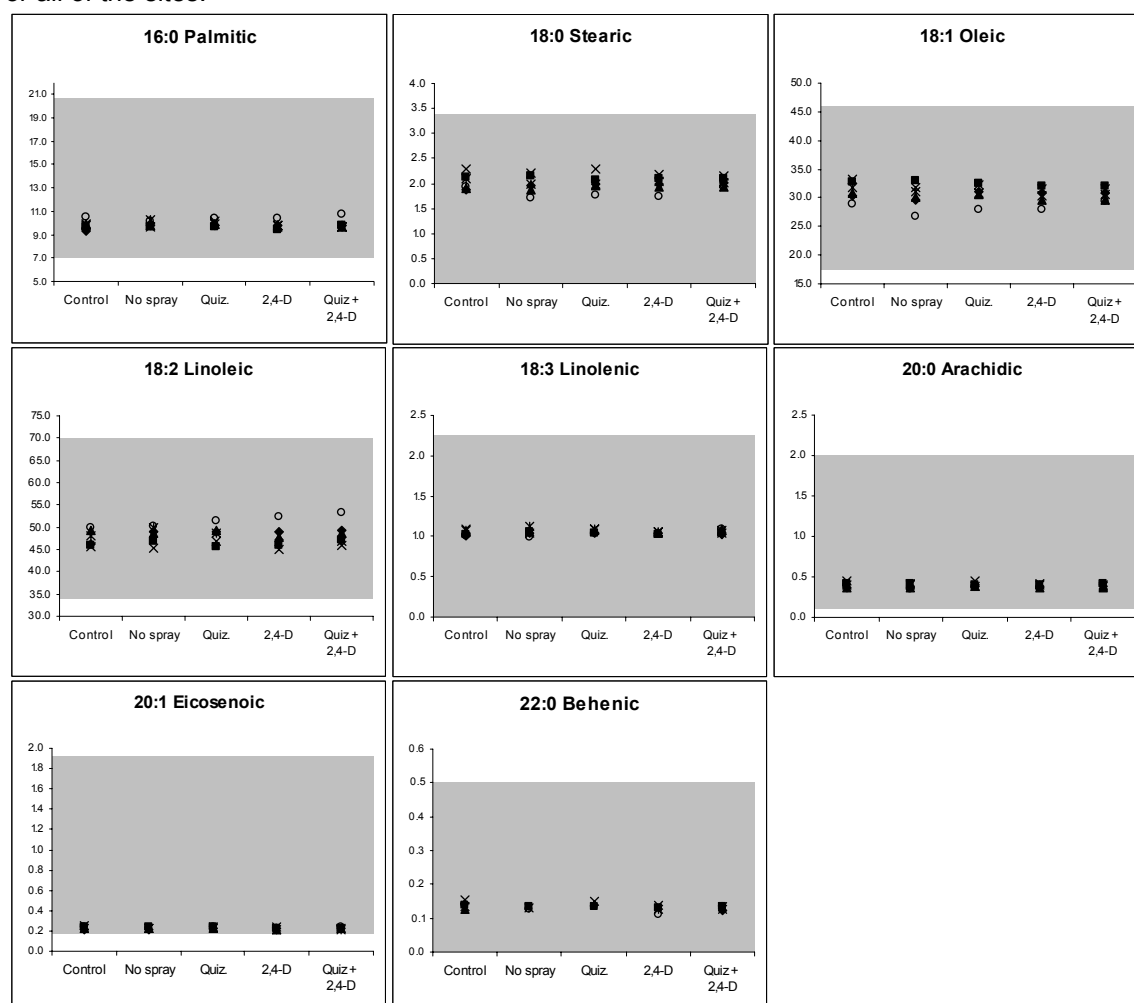 or all of the sites.
16:0 Palmitic
21.0
19.0
17.0
15.0
13.0
11.0
9.0
7.0
5.0
Control No spray Quiz. 2,4-D Quiz +
2,4-D
18:0 Stearic
4.0
3.5
3.0
2.5
2.0
1.5
1.0
0.5
0.0
Control No spray Quiz. 2,4-D Quiz +
2,4-D
18:1 Oleic
50.0
45.0
40.0
35.0
30.0
25.0
20.0
15.0
Control No spray Quiz. 2,4-D Quiz +
2,4-D
18:2 Linoleic
75.0
70.0
65.0
60.0
55.0
50.0
45.0
40.0
35.0
30.0
Control No spray Quiz. 2,4-D Quiz +
2,4-D
18:3 Linolenic
2.5
2.0
1.5
1.0
0.5
0.0
Control No spray Quiz. 2,4-D Quiz +
2,4-D
20:0 Arachidic
2.5
2.0
1.5
1.0
0.5
0.0
Control No spray Quiz. 2,4-D Quiz +
2,4-D
20:1 Eicosenoic
2.0
1.8
1.6
1.4
1.2
1.0
0.8
0.6
0.4
0.2
0.0
Control No spray Quiz. 2,4-D Quiz +
2,4-D
22:0 Behenic
0.6
0.5
0.4
0.3
0.2
0.1
0.0
Control No spray Quiz. 2,4-D Quiz +
2,4-D